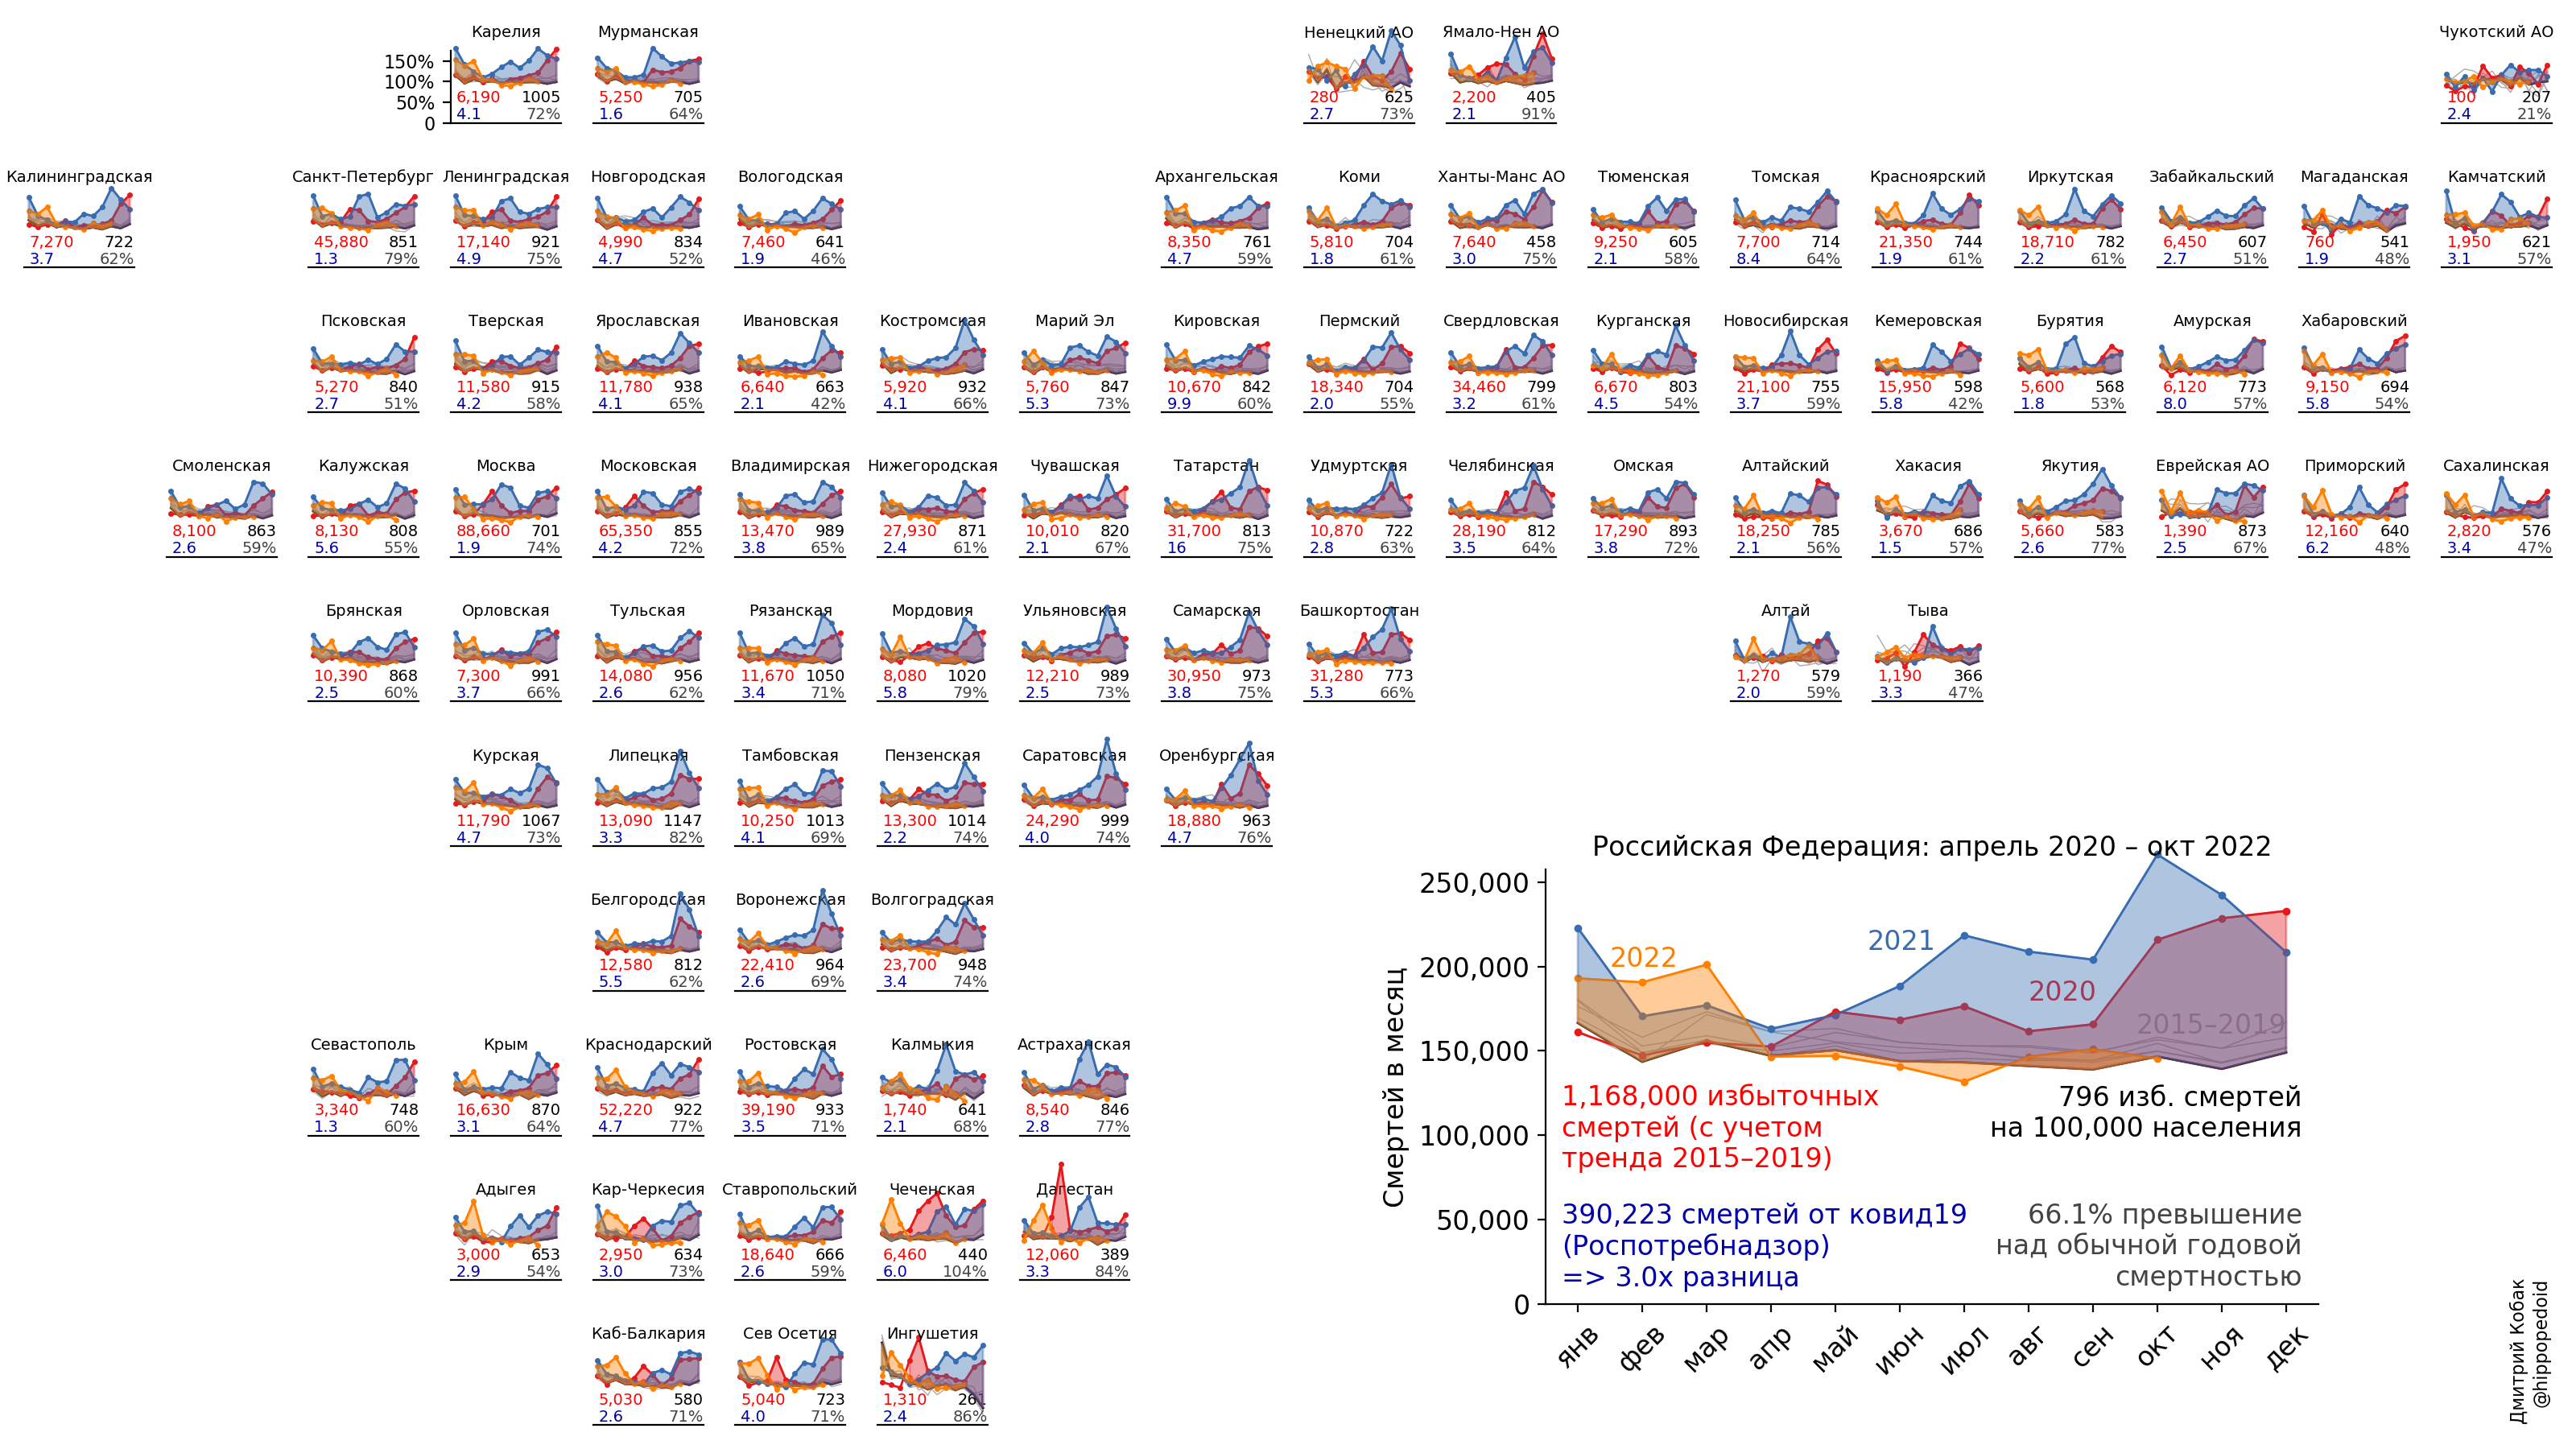 Карелия Мурманская Ненецкий АО Ямало-Нен АО Чукотский АО
150%
100%
50%
0
6,190 1005 5,250 705 280 625 2,200 405 100 207
4.1 72% 1.6 64% 2.7 73% 2.1 91% 2.4 21%
Калининградская Санкт-Петербург Ленинградская Новгородская Вологодская Архангельская Коми Ханты-Манс АО Тюменская Томская Красноярский Иркутская Забайкальский Магаданская Камчатский
7,270 722 45,880 851 17,140 921 4,990 834 7,460 641 8,350 761 5,810 704 7,640 458 9,250 605 7,700 714 21,350 744 18,710 782 6,450 607 760 541 1,950 621
3.7 62% 1.3 79% 4.9 75% 4.7 52% 1.9 46% 4.7 59% 1.8 61% 3.0 75% 2.1 58% 8.4 64% 1.9 61% 2.2 61% 2.7 51% 1.9 48% 3.1 57%
Псковская Тверская Ярославская Ивановская Костромская Марий Эл Кировская Пермский Свердловская Курганская Новосибирская Кемеровская Бурятия Амурская Хабаровский
5,270 840 11,580 915 11,780 938 6,640 663 5,920 932 5,760 847 10,670 842 18,340 704 34,460 799 6,670 803 21,100 755 15,950 598 5,600 568 6,120 773 9,150 694
2.7 51% 4.2 58% 4.1 65% 2.1 42% 4.1 66% 5.3 73% 9.9 60% 2.0 55% 3.2 61% 4.5 54% 3.7 59% 5.8 42% 1.8 53% 8.0 57% 5.8 54%
Смоленская Калужская Москва Московская Владимирская Нижегородская Чувашская Татарстан Удмуртская Челябинская Омская Алтайский Хакасия Якутия Еврейская АО Приморский Сахалинская
8,100 863 8,130 808 88,660 701 65,350 855 13,470 989 27,930 871 10,010 820 31,700 813 10,870 722 28,190 812 17,290 893 18,250 785 3,670 686 5,660 583 1,390 873 12,160 640 2,820 576
2.6 59% 5.6 55% 1.9 74% 4.2 72% 3.8 65% 2.4 61% 2.1 67% 16 75% 2.8 63% 3.5 64% 3.8 72% 2.1 56% 1.5 57% 2.6 77% 2.5 67% 6.2 48% 3.4 47%
Брянская Орловская Тульская Рязанская Мордовия Ульяновская Самарская Башкортостан Алтай Тыва
10,390 868 7,300 991 14,080 956 11,670 1050 8,080 1020 12,210 989 30,950 973 31,280 773 1,270 579 1,190 366
2.5 60% 3.7 66% 2.6 62% 3.4 71% 5.8 79% 2.5 73% 3.8 75% 5.3 66% 2.0 59% 3.3 47%
Курская Липецкая Тамбовская Пензенская Саратовская Оренбургская
11,790 1067 13,090 1147 10,250 1013 13,300 1014 24,290 999 18,880 963
4.7 73% 3.3 82% 4.1 69% 2.2 74% 4.0 74% 4.7 76%
Белгородская Воронежская Волгоградская
12,580 812 22,410 964 23,700 948
5.5 62% 2.6 69% 3.4 74%
Севастополь Крым Краснодарский Ростовская Калмыкия Астраханская
3,340 748 16,630 870 52,220 922 39,190 933 1,740 641 8,540 846
1.3 60% 3.1 64% 4.7 77% 3.5 71% 2.1 68% 2.8 77%
Адыгея Кар-Черкесия Ставропольский Чеченская Дагестан
3,000 653 2,950 634 18,640 666 6,460 440 12,060 389
2.9 54% 3.0 73% 2.6 59% 6.0 104% 3.3 84%
Каб-Балкария Сев Осетия Ингушетия
5,030 580 5,040 723 1,310 261
2.6 71% 4.0 71% 2.4 86%
Российская Федерация: апрель 2020 – окт 2022
Смертей в месяц
250,000
200,000
150,000
100,000
50,000
0
2022
2021
2020
2015–2019
1,168,000 избыточных
смертей (с учетом
тренда 2015–2019)
796 изб. смертей
на 100,000 населения
390,223 смертей от ковид19
(Роспотребнадзор)
=> 3.0x разница
66.1% превышение
над обычной годовой
смертностью
янв фев мар апр май июн июл авг сен окт ноя дек
Дмитрий Кобак
@hippopedoid